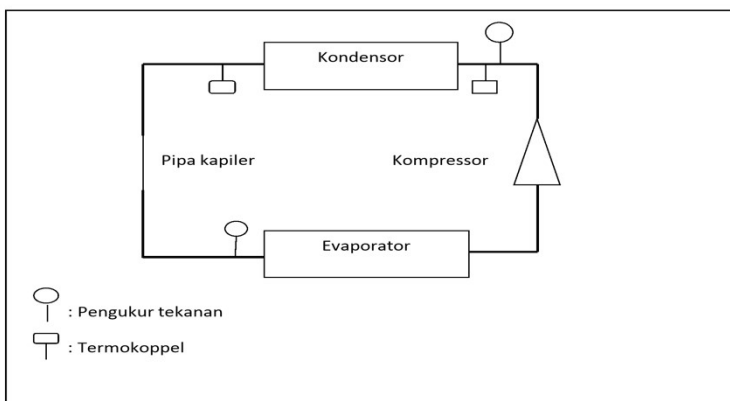 Kondensor
Pipa kapiler
Kompressor
Evaporator
: Pengukur tekanan
: Termokoppel